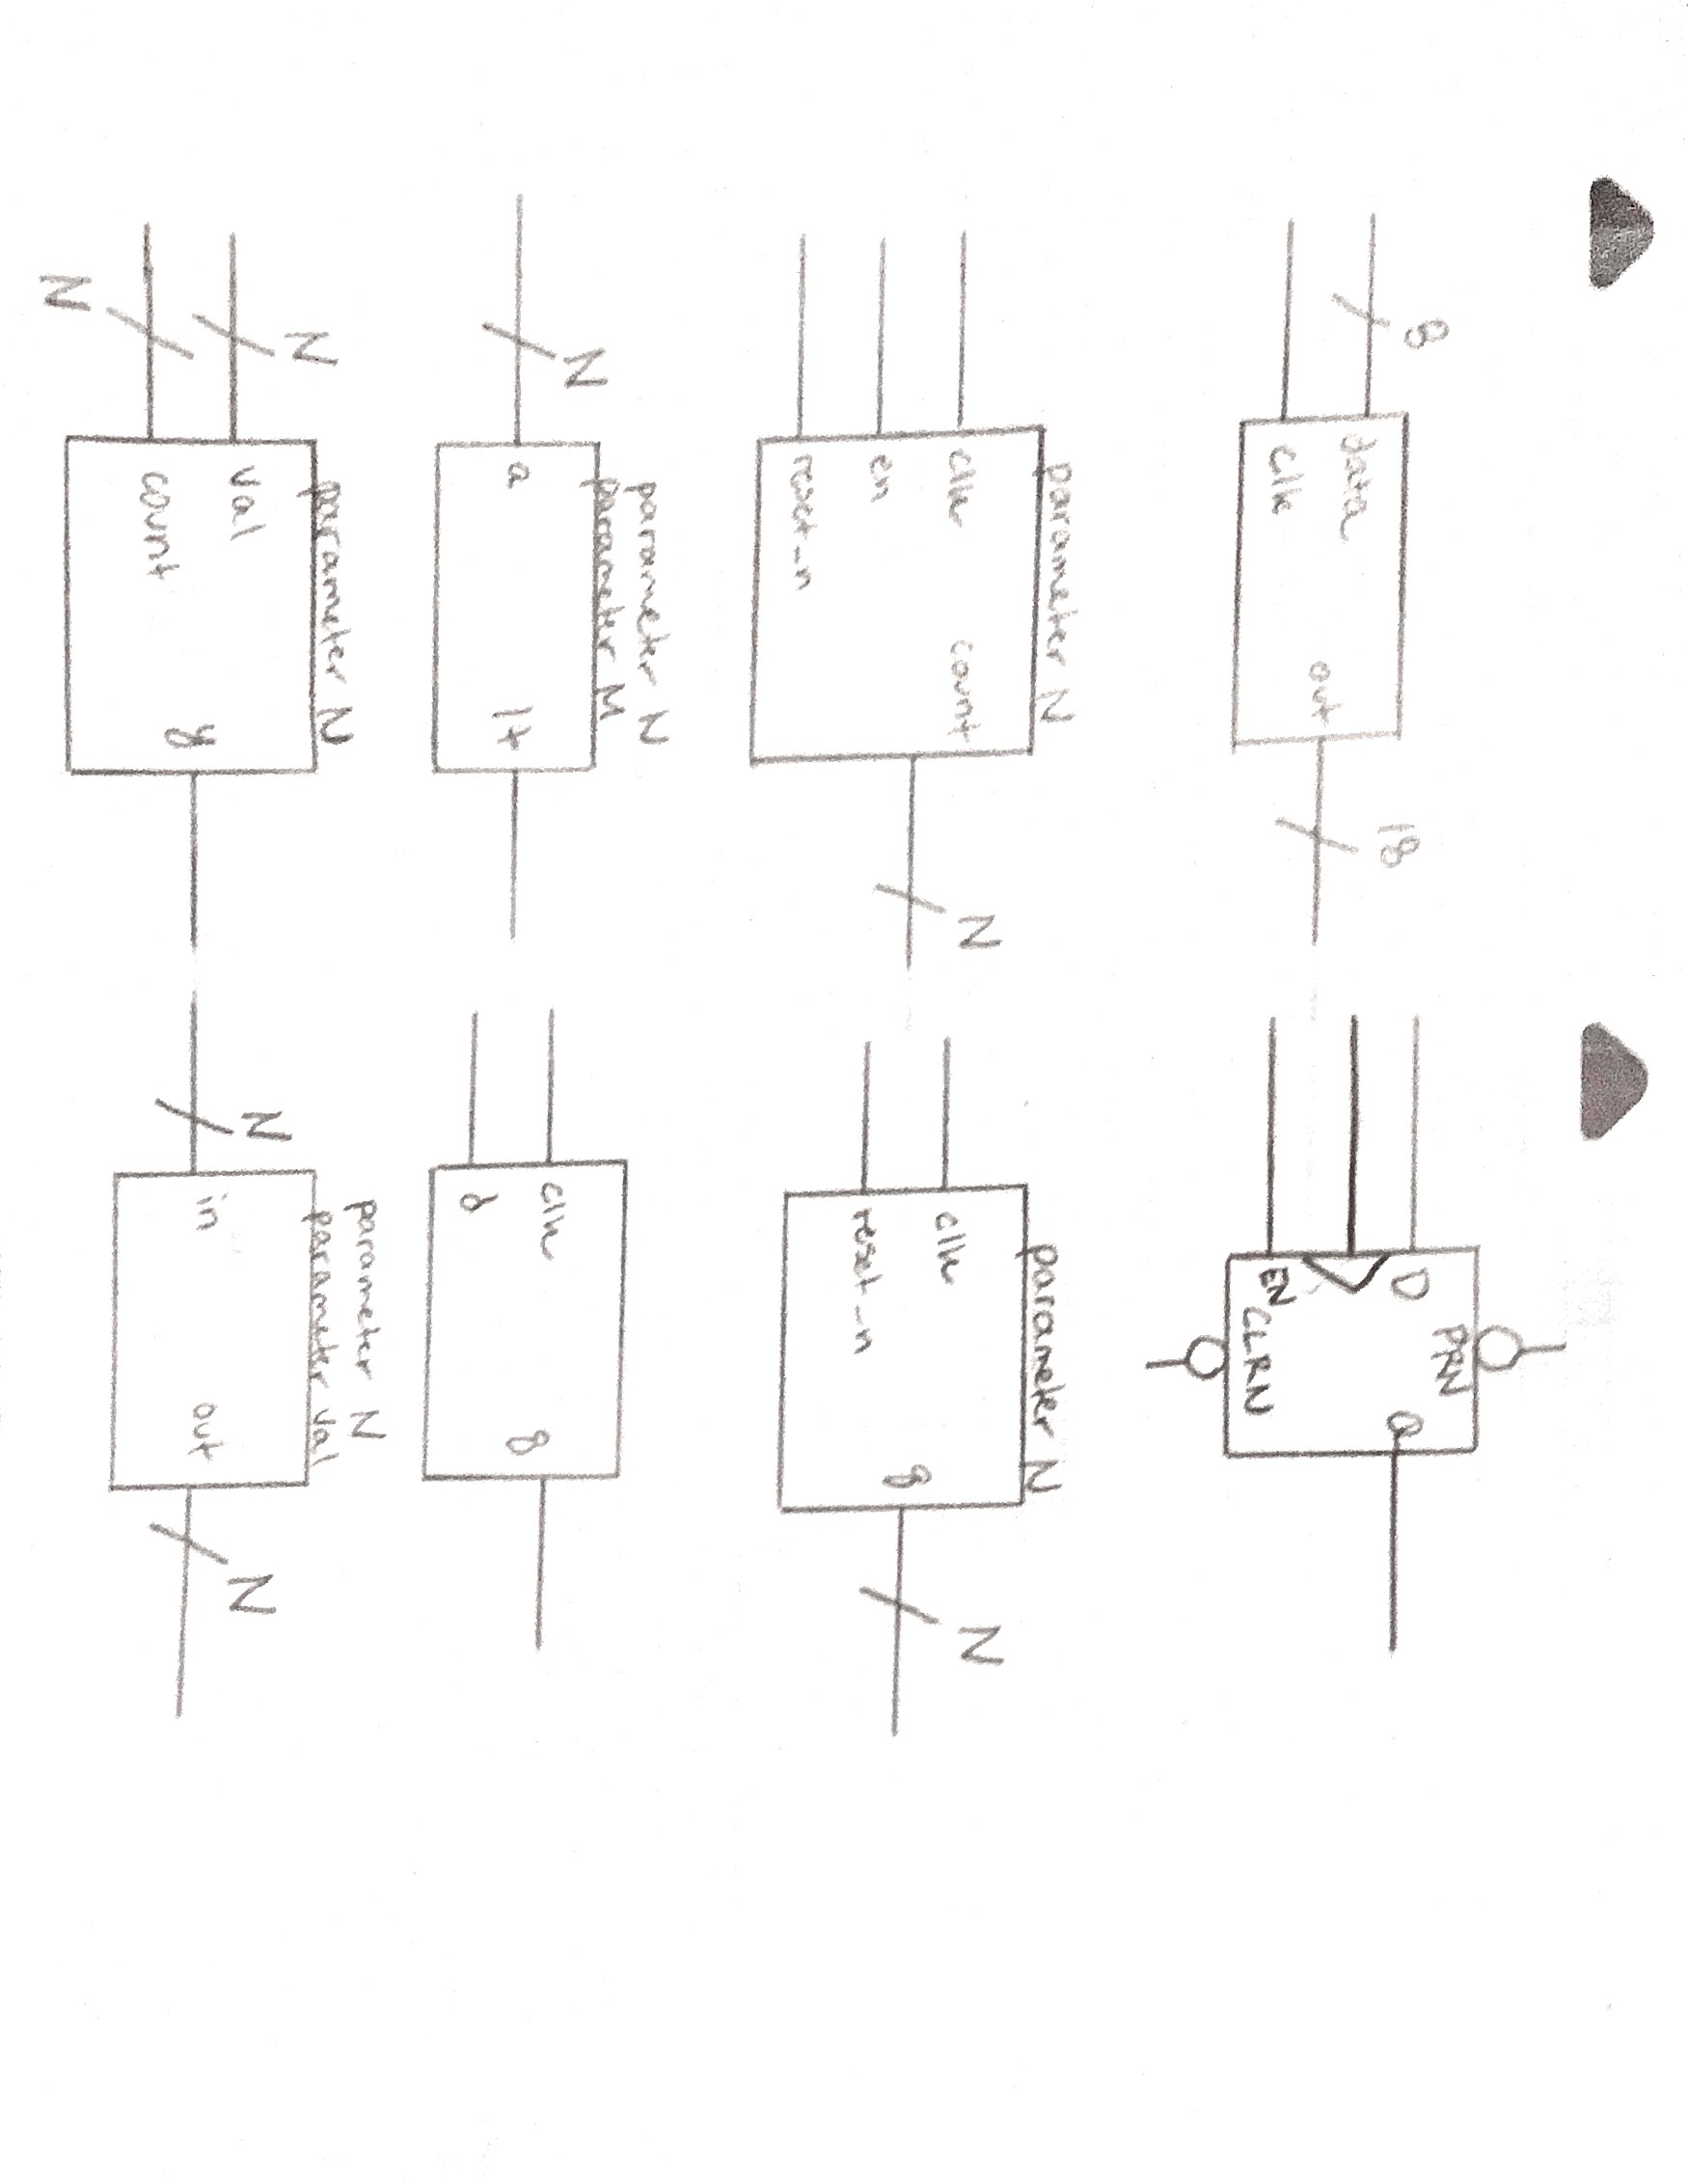 8
data
clk
out
18
PRN
D
Q
EN
CLRN
parameter N
clk
count
en
reset_n
N
parameter N
clk
reset_n
q
N
parameter N
parameter M
N
a
lt
clk
d
q
parameter N
N
val
count
y
N
parameter N
parameter val
N
in
out
N